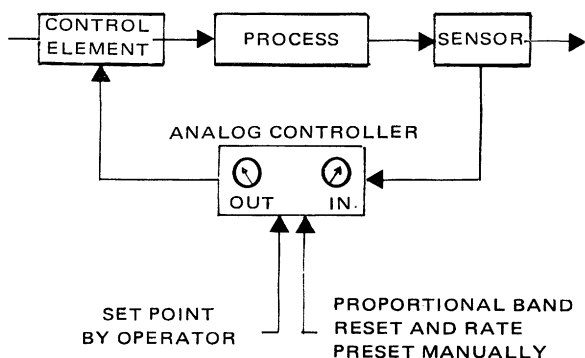 CONTROL
ELEMENT
PROCESS
SENSOR
ANALOG CONTROLLER
OUT
IN.
SET POINT
BY OPERATOR
PROPORTIONAL BAND
RESET AND RATE
PRESET MANUALLY